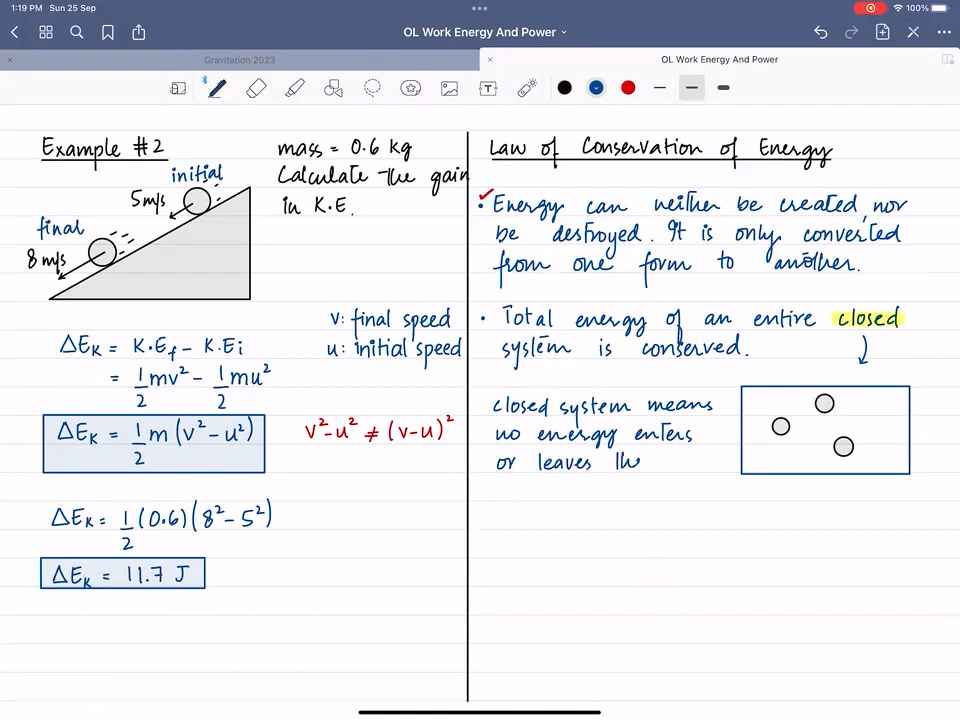 1:19 PM Sun 25 Sep
100%
OL Work Energy And Power
Gravitation 2023
OL Work Energy And Power
Example #2
mass = 0.6 kg
Calculate the gain
in K.E.
initial
5 m/s
final
8 m/s
v: final speed
u: initial speed
ΔEk = K.Ef - K.Ei
= 1/2 mv² - 1/2 mu²
ΔEk = 1/2 m (v² - u²)
v² - u² ≠ (v - u)²
ΔEk = 1/2 (0.6) (8² - 5²)
ΔEk = 11.7 J
Law of Conservation of Energy
• Energy can neither be created, nor
be destroyed. It is only converted
from one form to another.
• Total energy of an entire closed
system is conserved.
closed system means
no energy enters
or leaves the